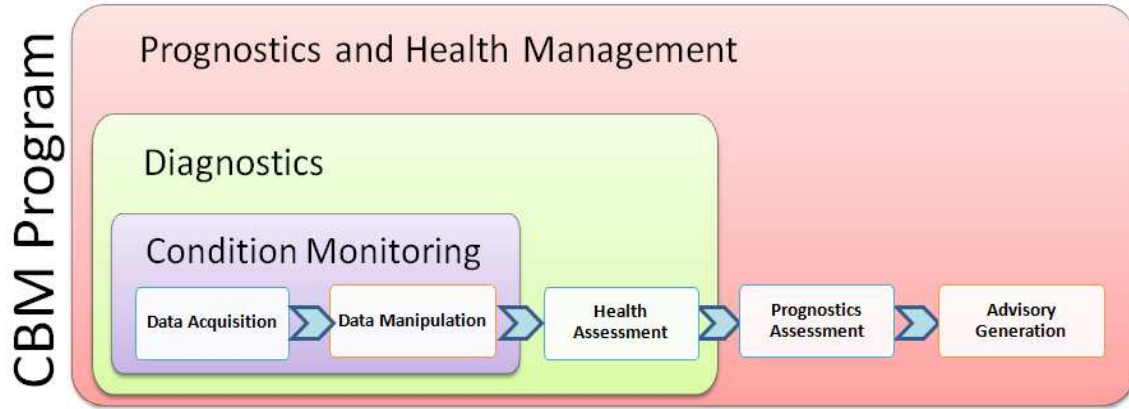 CBM Program
Prognostics and Health Management
Diagnostics
Condition Monitoring
Data Acquisition
Data Manipulation
Health
Assessment
Prognostics
Assessment
Advisory
Generation